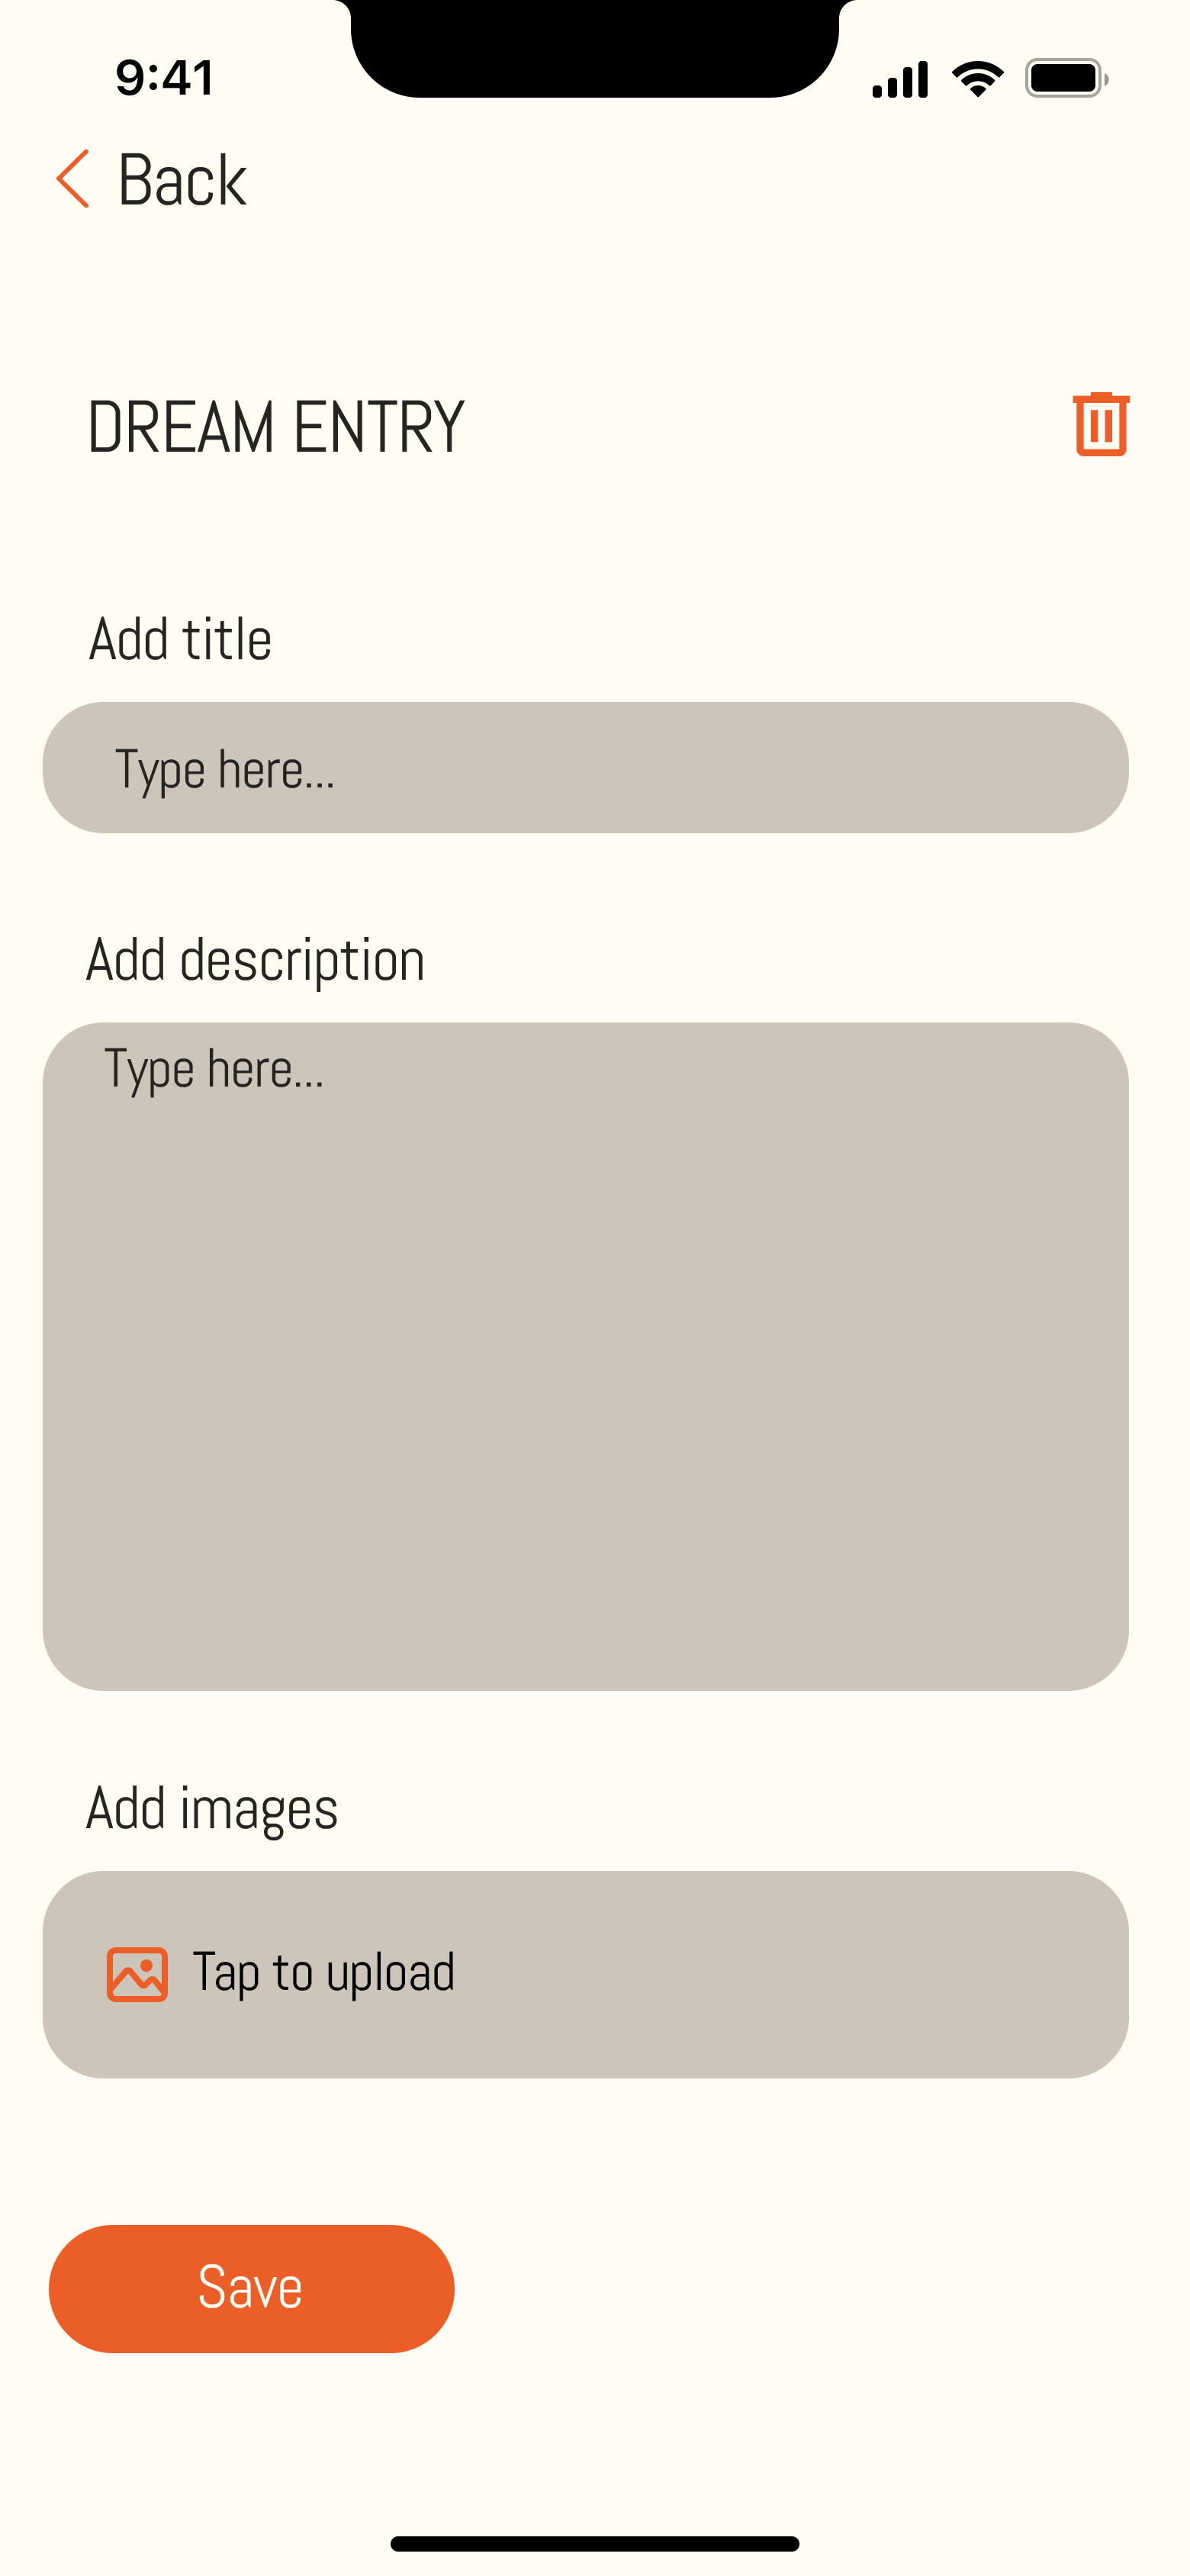 9:41
Back
DREAM ENTRY
Add title
Type here...
Add description
Type here...
Add images
Tap to upload
Save